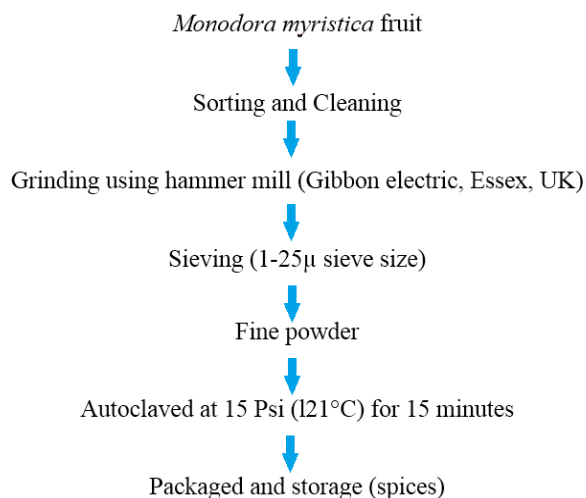 Monodora myristica fruit
Sorting and Cleaning
Grinding using hammer mill (Gibbon electric, Essex, UK)
Sieving (1-25µ sieve size)
Fine powder
Autoclaved at 15 Psi (l21°C) for 15 minutes
Packaged and storage (spices)